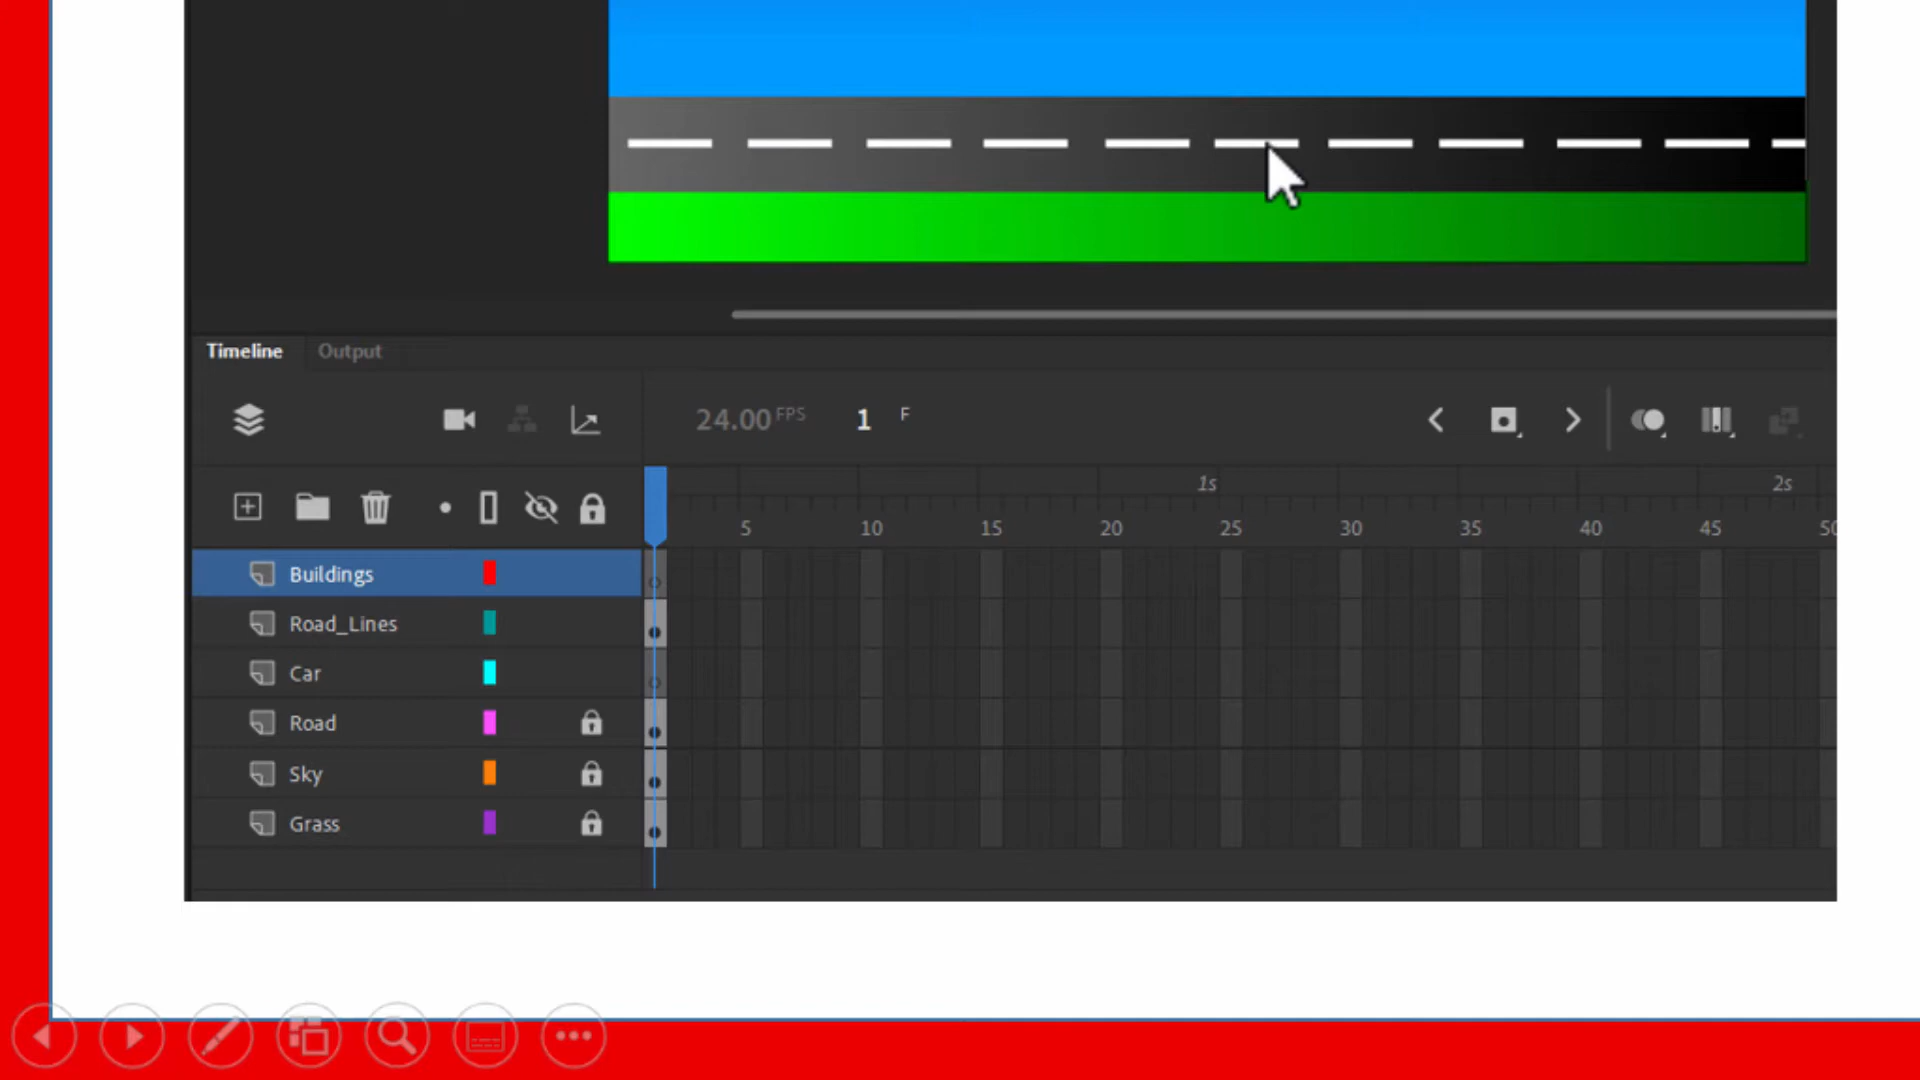 Timeline Output
24.00 FPS 1 F
1s 2s
5 10 15 20 25 30 35 40 45 50
Buildings
Road_Lines
Car
Road
Sky
Grass